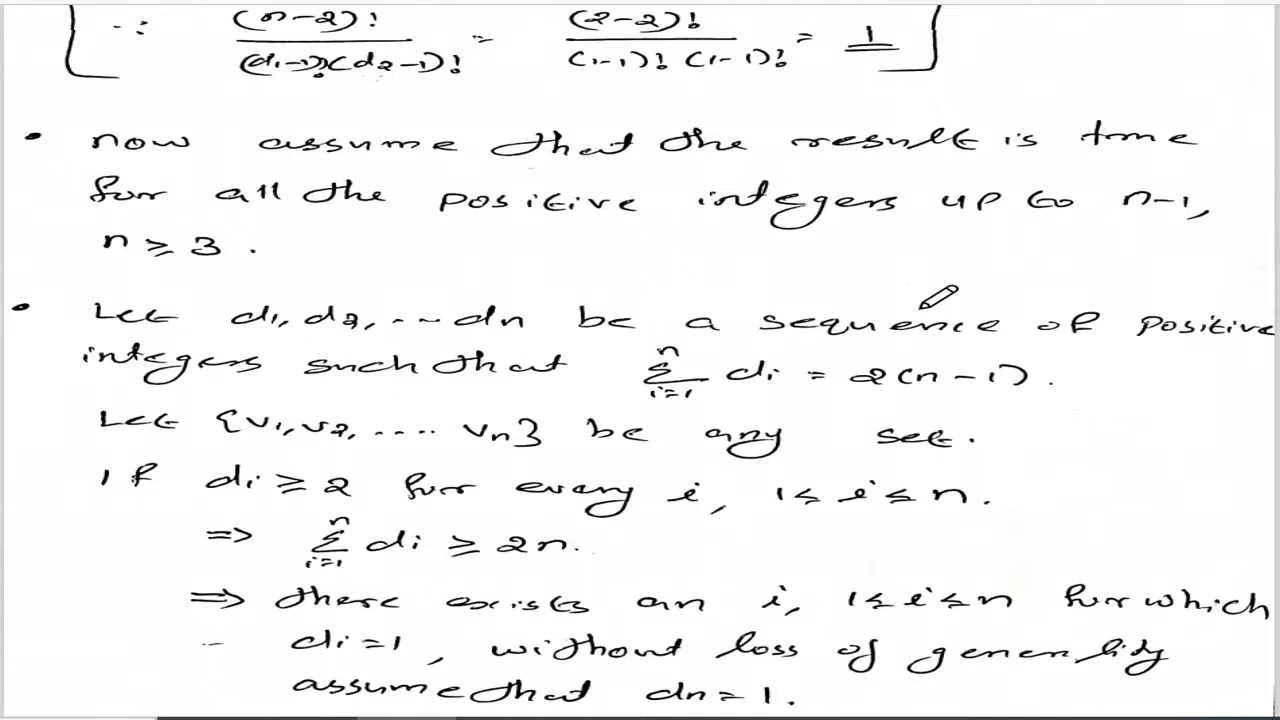 [ ∵ (n-2)! / (d1-1)!(d2-1)! = (2-2)! / (1-1)! (1-1)! = 1 ]
• now assume that the result is true
for all the positive integers up to n-1,
n ≥ 3 .
• Let d1, d2, ... dn be a sequence of positive
integers such that ∑_{i=1}^{n} di = 2(n-1) .
Let {v1, v2, .... vn} be any set .
If di ≥ 2 for every i, 1 ≤ i ≤ n .
⇒ ∑_{i=1}^{n} di ≥ 2n .
⇒ there exists an i, 1 ≤ i ≤ n for which
di = 1 , without loss of generality
assume that dn = 1 .